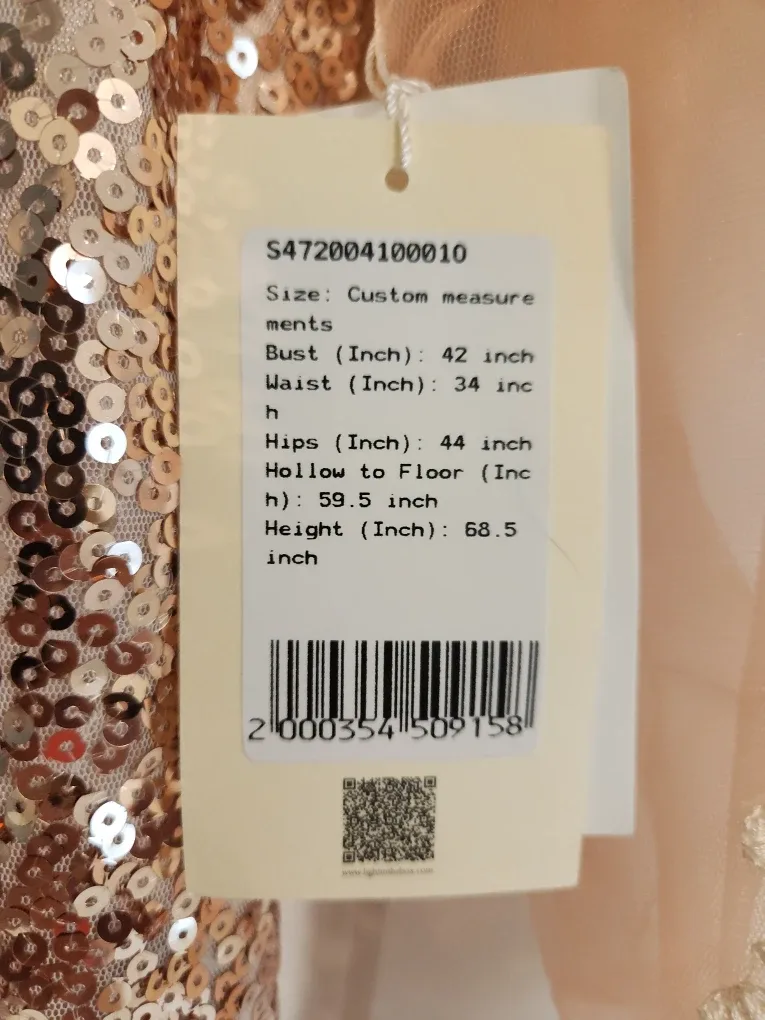 S472004100010
Size: Custom measure
ments
Bust (Inch): 42 inch
Waist (Inch): 34 inc
h
Hips (Inch): 44 inch
Hollow to Floor (Inc
h): 59.5 inch
Height (Inch): 68.5
inch
2 000354 509158